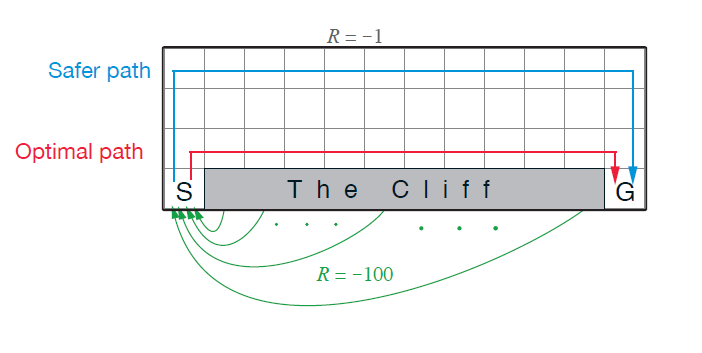 R = −1
Safer path
Optimal path
S
The Cliff
G
R = −100